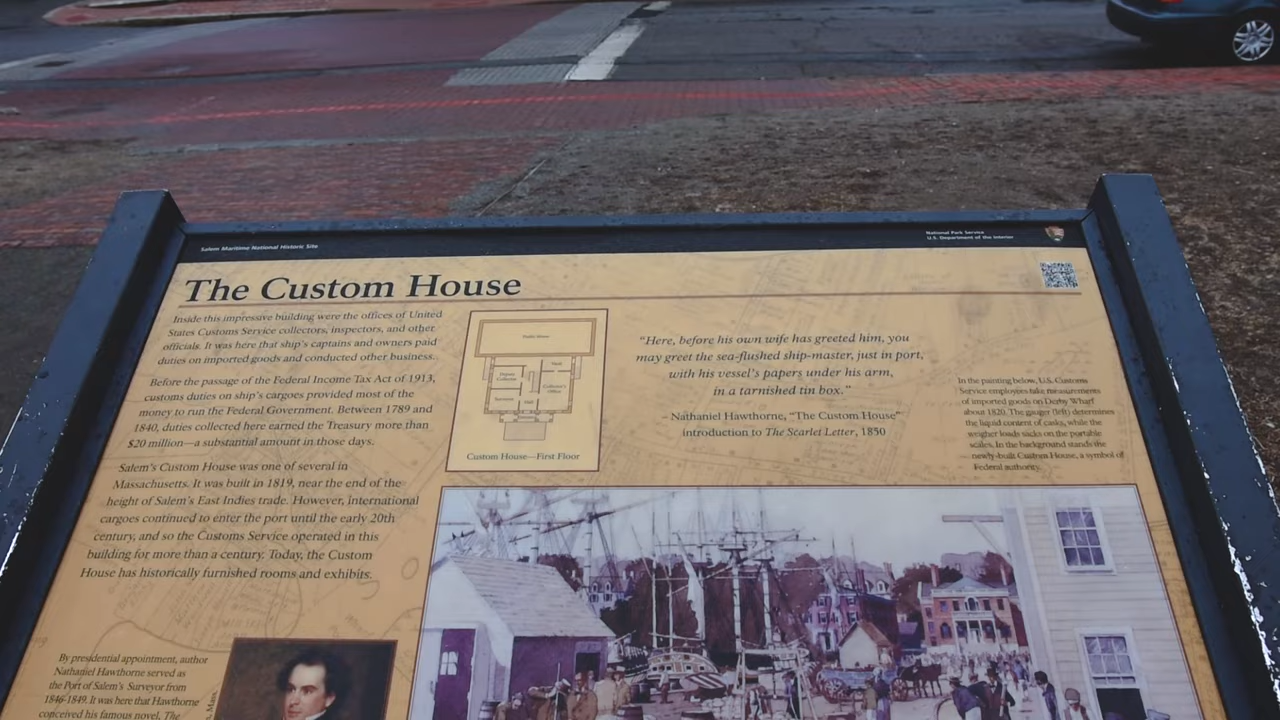 Salem Maritime National Historic Site
National Park Service
U.S. Department of the Interior
The Custom House
Inside this impressive building were the offices of United
States Customs Service collectors, inspectors, and other
officials. It was here that ship's captains and owners paid
duties on imported goods and conducted other business.
Before the passage of the Federal Income Tax Act of 1913,
customs duties on ship's cargoes provided most of the
money to run the Federal Government. Between 1789 and
1840, duties collected here earned the Treasury more than
$20 million—a substantial amount in those days.
Salem's Custom House was one of several in
Massachusetts. It was built in 1819, near the end of the
height of Salem's East Indies trade. However, international
cargoes continued to enter the port until the early 20th
century, and so the Customs Service operated in this
building for more than a century. Today, the Custom
House has historically furnished rooms and exhibits.
By presidential appointment, author
Nathaniel Hawthorne served as
the Port of Salem's Surveyor from
1846-1849. It was here that Hawthorne
conceived his famous novel, The
Custom House—First Floor
"Here, before his own wife has greeted him, you
may greet the sea-flushed ship-master, just in port,
with his vessel's papers under his arm,
in a tarnished tin box."
Nathaniel Hawthorne, "The Custom House"
introduction to The Scarlet Letter, 1850
In the painting below, U.S. Customs
Service employees take measurements
of imported goods on Derby Wharf
about 1820. The gauger (left) determines
the liquid content of casks, while the
weigher loads sacks on the portable
scales. In the background stands the
newly-built Custom House, a symbol of
Federal authority.